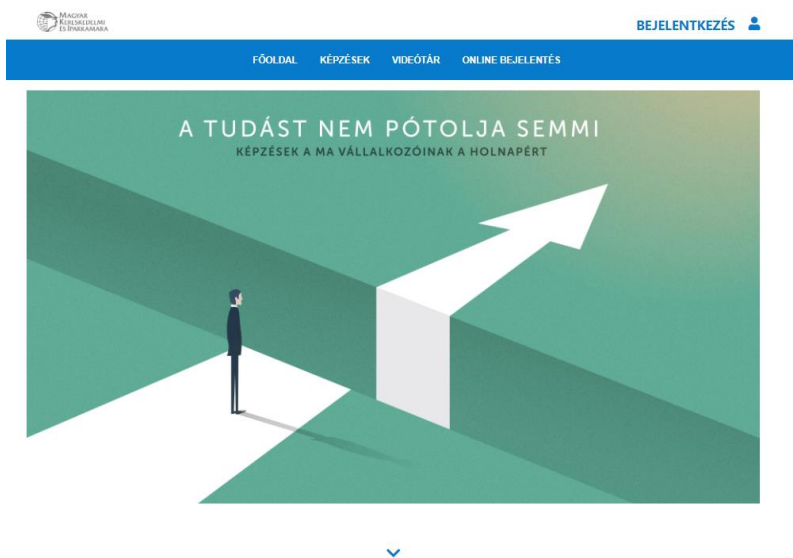 MAGYAR
KERESKEDELMI
ÉS IPARKAMARA
BEJELENTKEZÉS
FŐOLDAL KÉPZÉSEK VIDEÓTÁR ONLINE BEJELENTÉS
A TUDÁST NEM PÓTOLJA SEMMI
KÉPZÉSEK A MA VÁLLALKOZÓINAK A HOLNAPÉRT